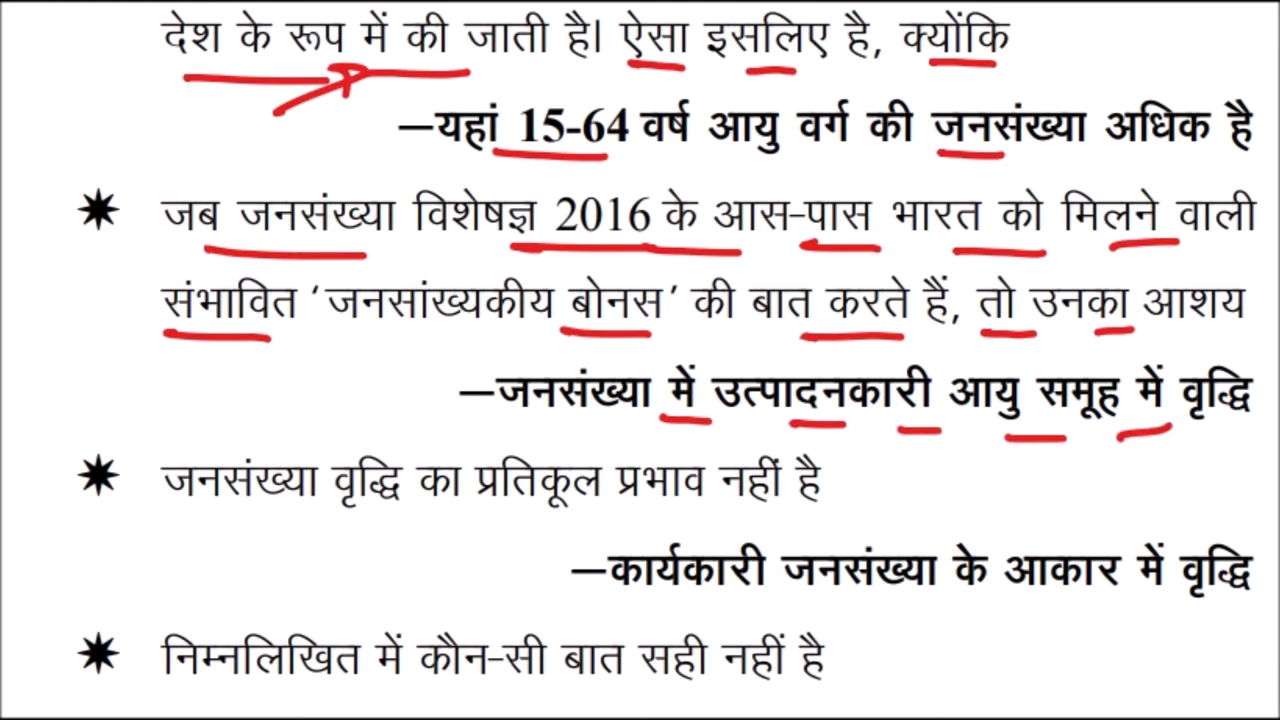 देश के रूप में की जाती है। ऐसा इसलिए है, क्योंकि
—यहां 15-64 वर्ष आयु वर्ग की जनसंख्या अधिक है
✷ जब जनसंख्या विशेषज्ञ 2016 के आस-पास भारत को मिलने वाली
संभावित ‘जनसांख्यकीय बोनस’ की बात करते हैं, तो उनका आशय
—जनसंख्या में उत्पादनकारी आयु समूह में वृद्धि
✷ जनसंख्या वृद्धि का प्रतिकूल प्रभाव नहीं है
—कार्यकारी जनसंख्या के आकार में वृद्धि
✷ निम्नलिखित में कौन-सी बात सही नहीं है